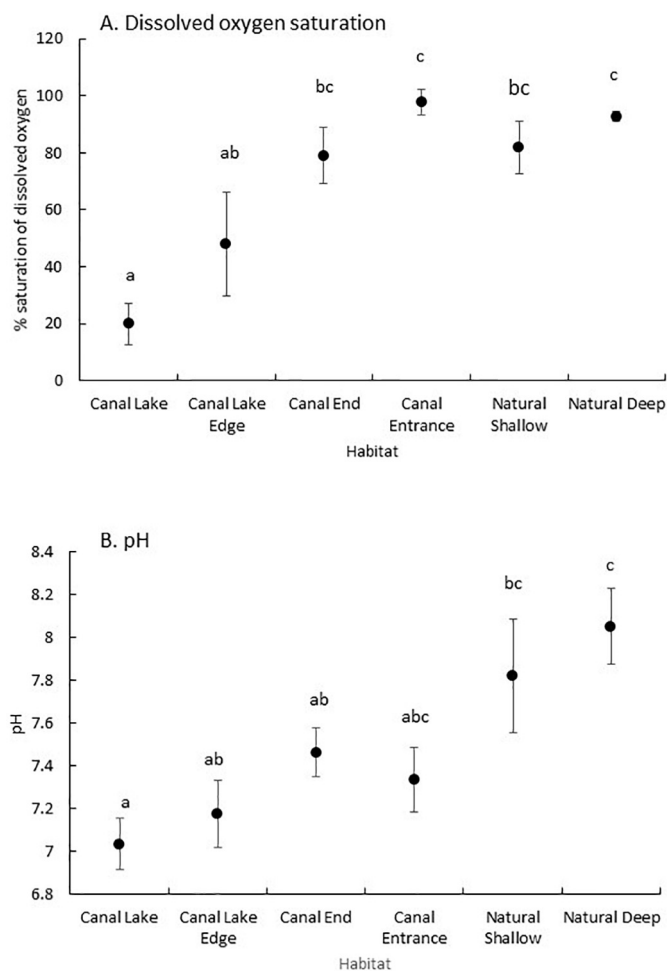 A. Dissolved oxygen saturation
120
100
80
60
40
20
0
% saturation of dissolved oxygen
a
ab
bc
c
bc
c
Canal Lake
Canal Lake
Edge
Canal End
Canal
Entrance
Natural
Shallow
Natural Deep
Habitat
B. pH
8.4
8.2
8
7.8
7.6
7.4
7.2
7
6.8
pH
a
ab
ab
abc
bc
c
Canal Lake
Canal Lake
Edge
Canal End
Canal
Entrance
Natural
Shallow
Natural Deep
Habitat